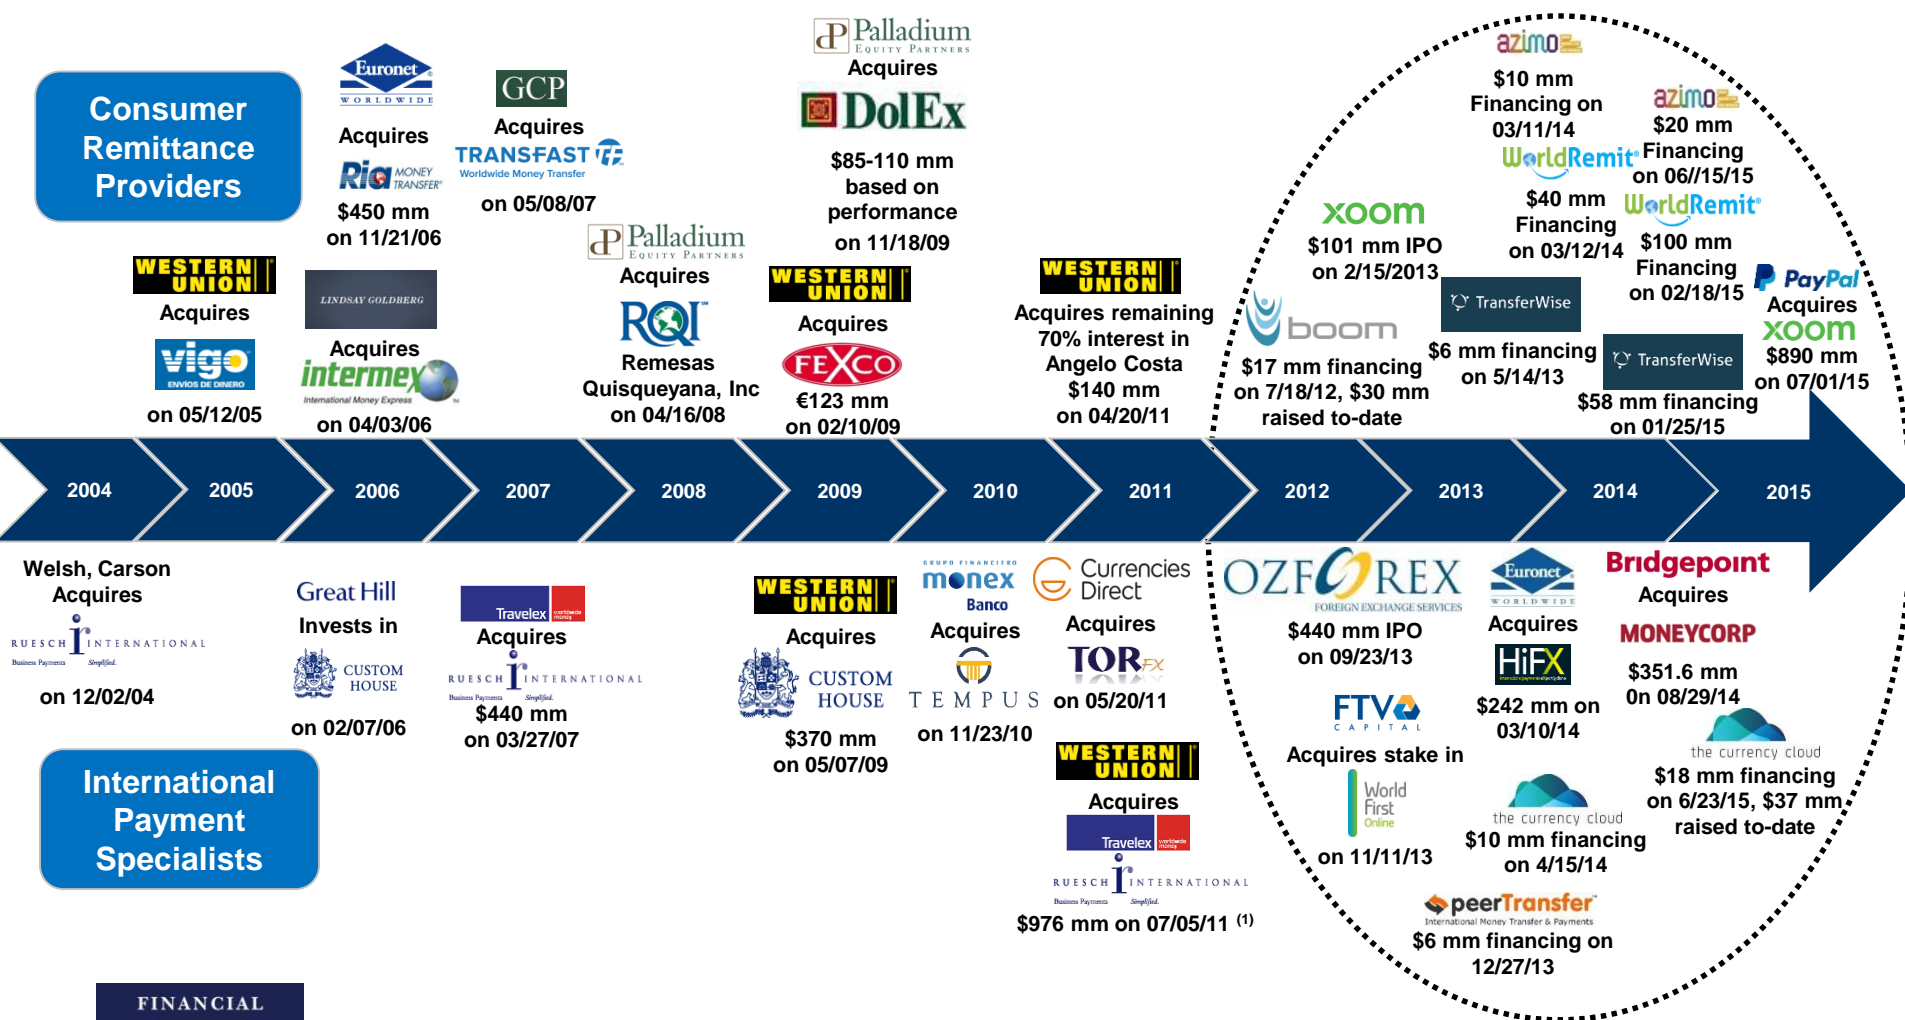 Consumer
Remittance
Providers
WESTERN
UNION
Acquires
vigo
ENVÍOS DE DINERO
on 05/12/05
Euronet
WORLDWIDE
Acquires
Ria MONEY
TRANSFER
$450 mm
on 11/21/06
LINDSAY GOLDBERG
Acquires
intermex
International Money Express
on 04/03/06
GCP
Acquires
TRANSFAST TF
Worldwide Money Transfer
on 05/08/07
Palladium
EQUITY PARTNERS
Acquires
RQI
Remesas
Quisqueyana, Inc
on 04/16/08
Palladium
EQUITY PARTNERS
Acquires
DolEx
$85-110 mm
based on
performance
on 11/18/09
WESTERN
UNION
Acquires
FEXCO
€123 mm
on 02/10/09
WESTERN
UNION
Acquires remaining
70% interest in
Angelo Costa
$140 mm
on 04/20/11
xoom
$101 mm IPO
on 2/15/2013
boom
$17 mm financing
on 7/18/12, $30 mm
raised to-date
azimo
$10 mm
Financing on
03/11/14
WorldRemit
$40 mm
Financing
on 03/12/14
TransferWise
$6 mm financing
on 5/14/13
azimo
$20 mm
Financing
on 06//15/15
WorldRemit
$100 mm
Financing
on 02/18/15
TransferWise
$58 mm financing
on 01/25/15
PayPal
Acquires
xoom
$890 mm
on 07/01/15
2004
2005
2006
2007
2008
2009
2010
2011
2012
2013
2014
2015
Welsh, Carson
Acquires
RUESCH INTERNATIONAL
Business Payments Simplified.
on 12/02/04
Great Hill
Invests in
CUSTOM
HOUSE
on 02/07/06
Travelex worldwide
money
Acquires
RUESCH INTERNATIONAL
Business Payments Simplified.
$440 mm
on 03/27/07
WESTERN
UNION
Acquires
CUSTOM
HOUSE
$370 mm
on 05/07/09
GRUPO FINANCIERO
monex
Banco
Acquires
TEMPUS
on 11/23/10
Currencies
Direct
Acquires
TORFX
on 05/20/11
WESTERN
UNION
Acquires
Travelex worldwide
money
RUESCH INTERNATIONAL
Business Payments Simplified.
$976 mm on 07/05/11 (1)
OZFOREX
FOREIGN EXCHANGE SERVICES
$440 mm IPO
on 09/23/13
FTV
CAPITAL
Acquires stake in
World
First
Online
on 11/11/13
Euronet
WORLDWIDE
Acquires
HiFX
$242 mm on
03/10/14
the currency cloud
$10 mm financing
on 4/15/14
peerTransfer
International Money Transfer & Payments
$6 mm financing on
12/27/13
Bridgepoint
Acquires
MONEYCORP
$351.6 mm
0n 08/29/14
the currency cloud
$18 mm financing
on 6/23/15, $37 mm
raised to-date
International
Payment
Specialists
FINANCIAL